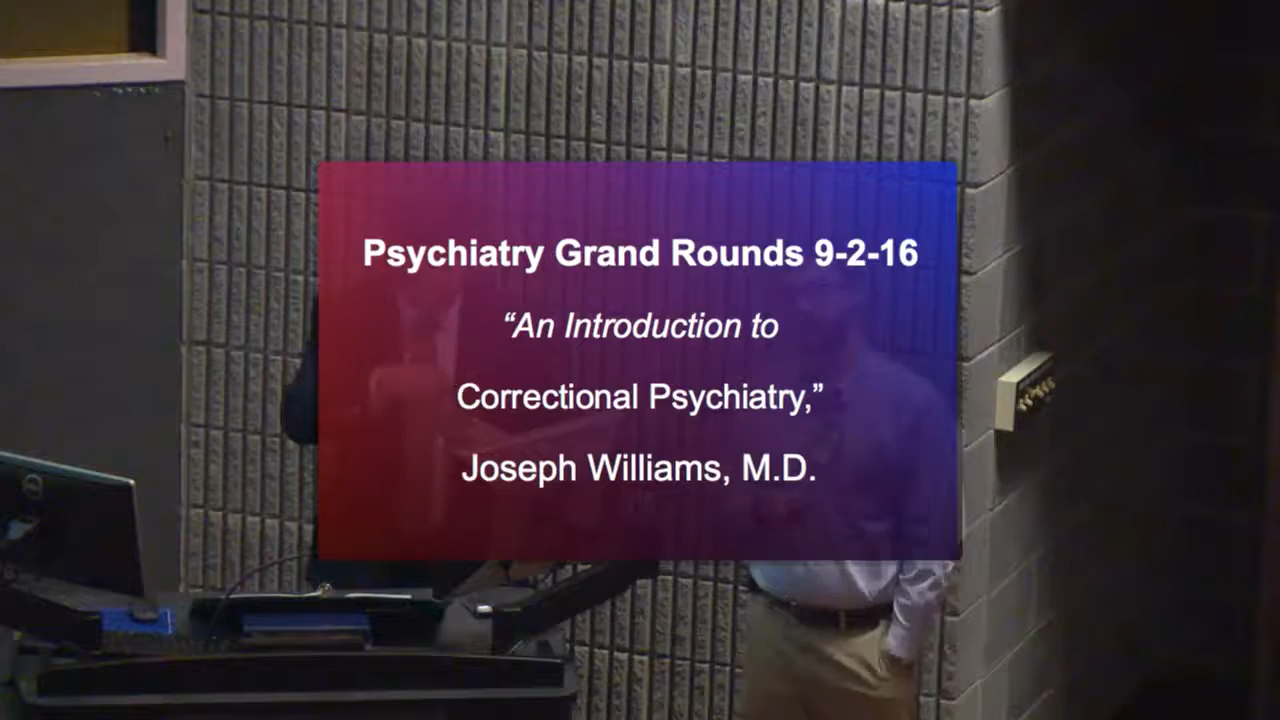 Psychiatry Grand Rounds 9-2-16
“An Introduction to
Correctional Psychiatry,”
Joseph Williams, M.D.